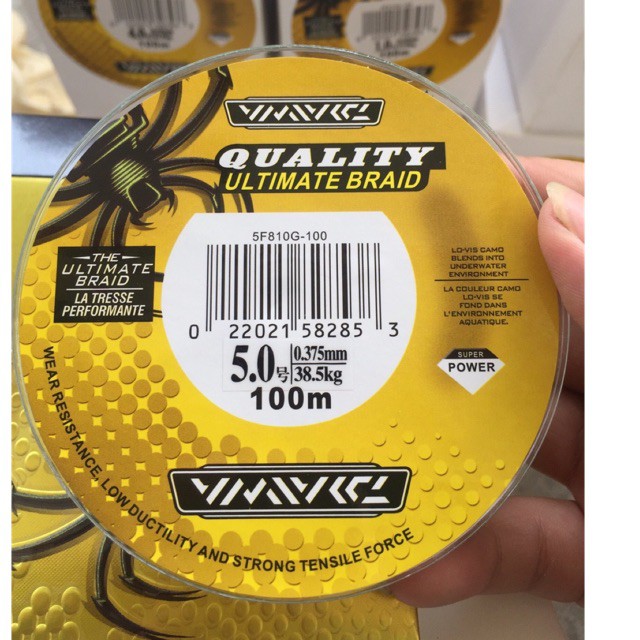 100m
100m
QUALITY
ULTIMATE BRAID
5F810G-100
0 22021 58285 3
5.0号 0.375mm
38.5kg
100m
THE
ULTIMATE
BRAID
LA TRESSE
PERFORMANTE
LO-VIS CAMO
BLENDS INTO
UNDERWATER
ENVIRONMENT
LA COULEUR CAMO
LO-VIS SE
FOND DANS
L'ENVIRONNEMENT
AQUATIQUE.
SUPER
POWER
WEAR RESISTANCE, LOW DUCTILITY AND STRONG TENSILE FORCE